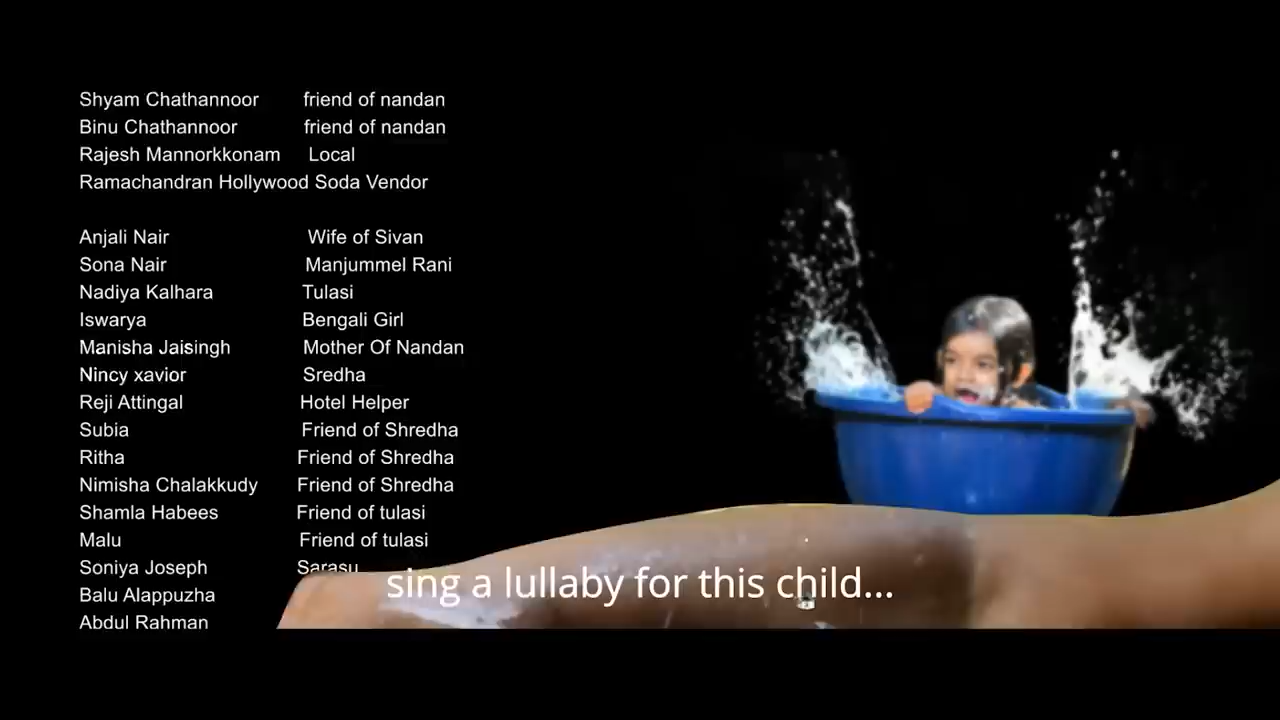 Shyam Chathannoor friend of nandan
Binu Chathannoor friend of nandan
Rajesh Mannorkkonam Local
Ramachandran Hollywood Soda Vendor
Anjali Nair Wife of Sivan
Sona Nair Manjummel Rani
Nadiya Kalhara Tulasi
Iswarya Bengali Girl
Manisha Jaisingh Mother Of Nandan
Nincy xavior Sredha
Reji Attingal Hotel Helper
Subia Friend of Shredha
Ritha Friend of Shredha
Nimisha Chalakkudy Friend of Shredha
Shamla Habees Friend of tulasi
Malu Friend of tulasi
Soniya Joseph Sarasu
sing a lullaby for this child...
Balu Alappuzha
Abdul Rahman